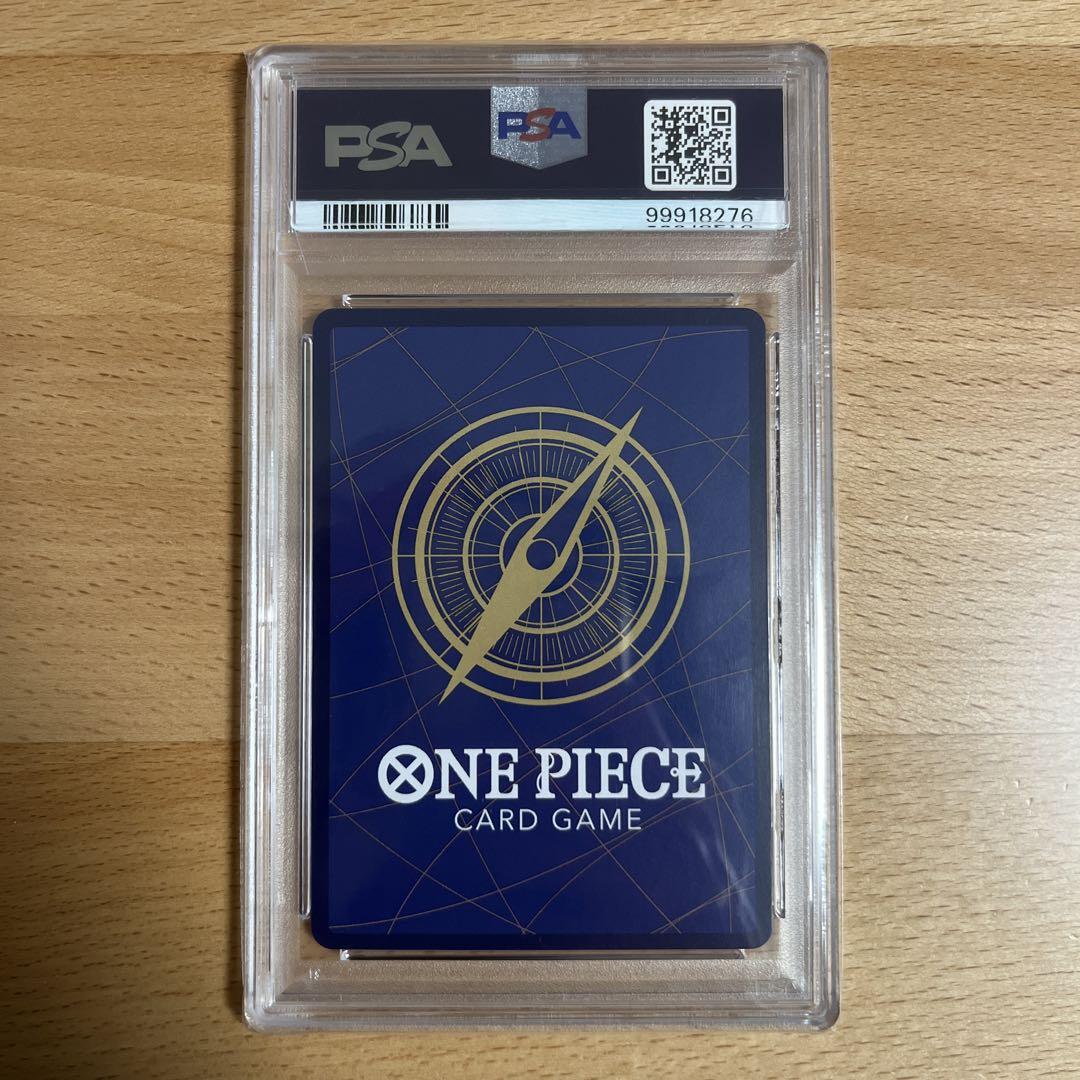 PSA
PSA
99918276
ONE PIECE
CARD GAME